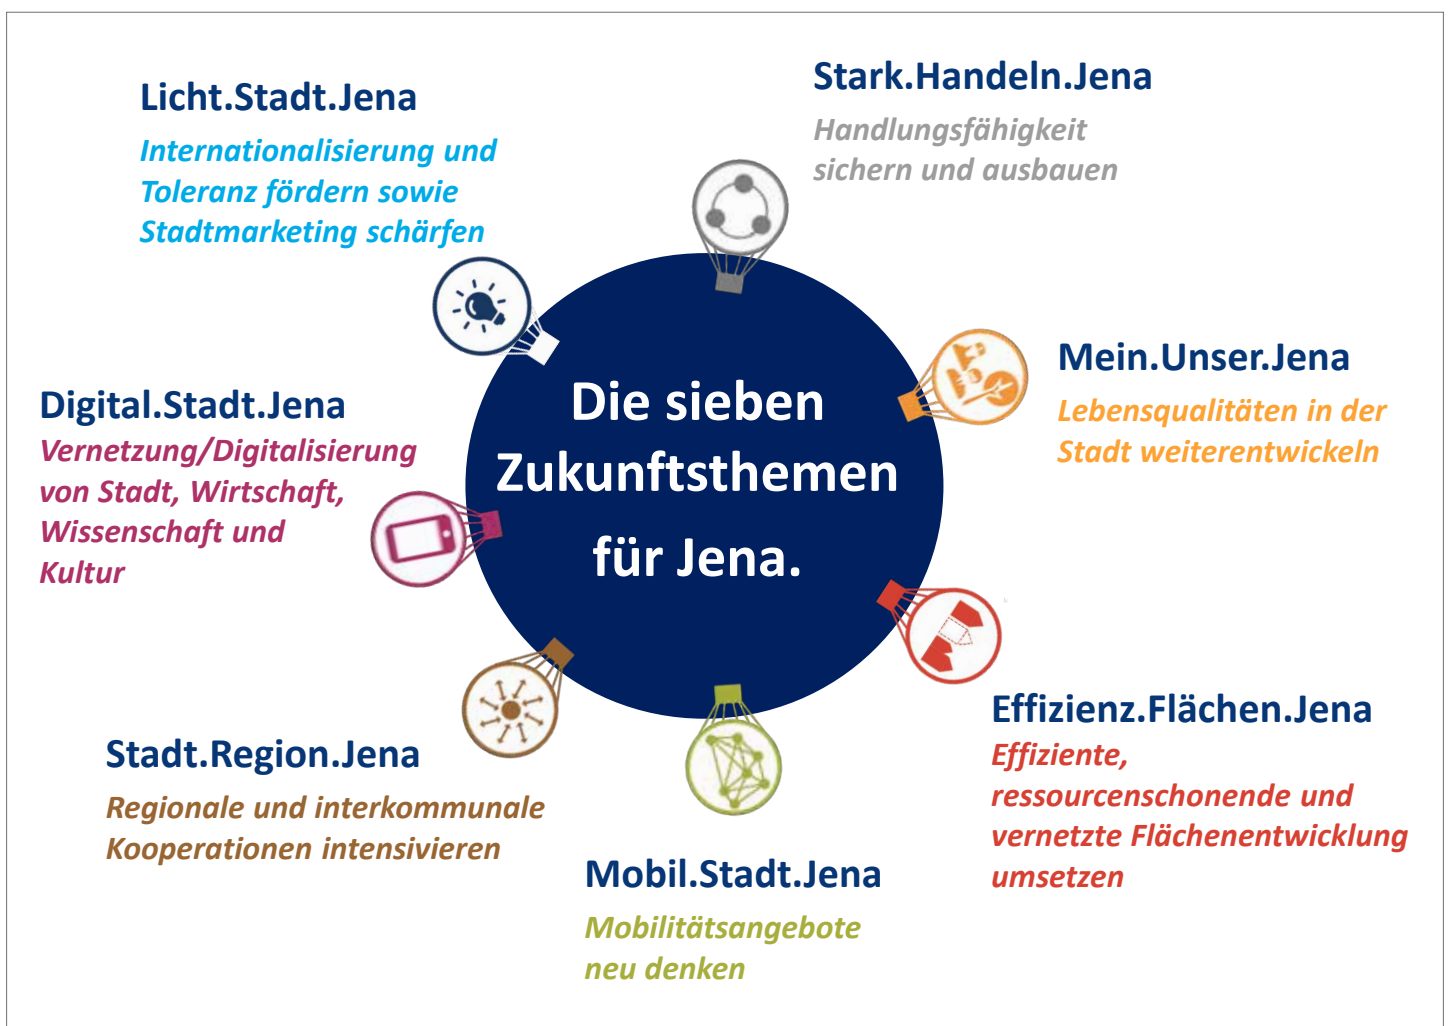 Die sieben
Zukunftsthemen
für Jena.
Stark.Handeln.Jena
Handlungsfähigkeit
sichern und ausbauen
Mein.Unser.Jena
Lebensqualitäten in der
Stadt weiterentwickeln
Effizienz.Flächen.Jena
Effiziente,
ressourcenschonende und
vernetzte Flächenentwicklung
umsetzen
Mobil.Stadt.Jena
Mobilitätsangebote
neu denken
Stadt.Region.Jena
Regionale und interkommunale
Kooperationen intensivieren
Digital.Stadt.Jena
Vernetzung/Digitalisierung
von Stadt, Wirtschaft,
Wissenschaft und
Kultur
Licht.Stadt.Jena
Internationalisierung und
Toleranz fördern sowie
Stadtmarketing schärfen